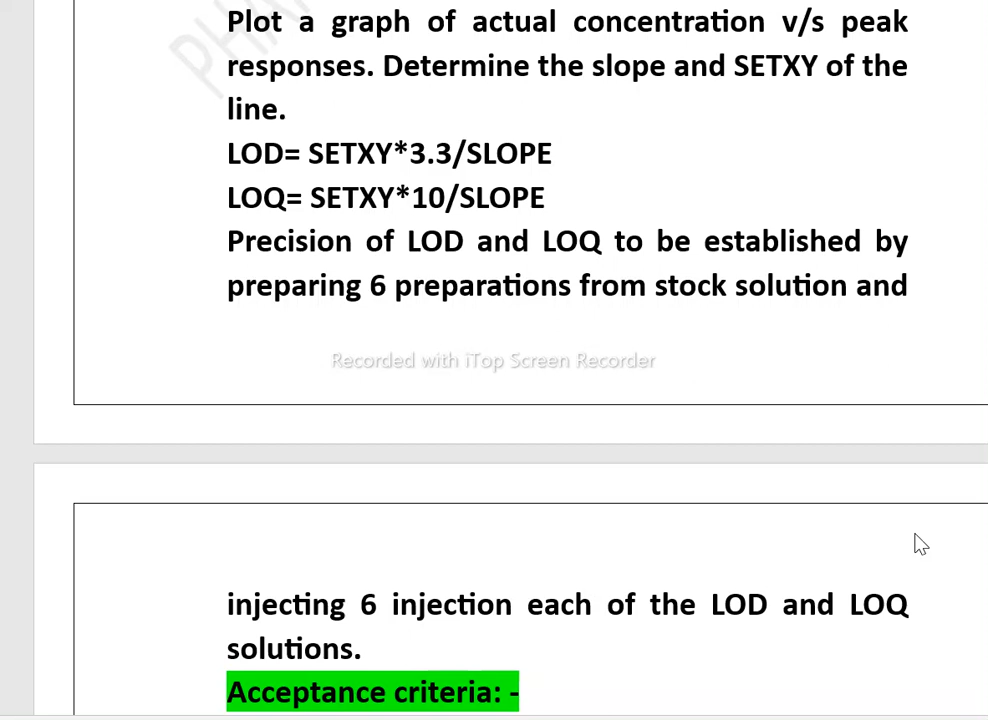 Plot a graph of actual concentration v/s peak
responses. Determine the slope and SETXY of the
line.
LOD= SETXY*3.3/SLOPE
LOQ= SETXY*10/SLOPE
Precision of LOD and LOQ to be established by
preparing 6 preparations from stock solution and
Recorded with iTop Screen Recorder
injecting 6 injection each of the LOD and LOQ
solutions.
Acceptance criteria: -